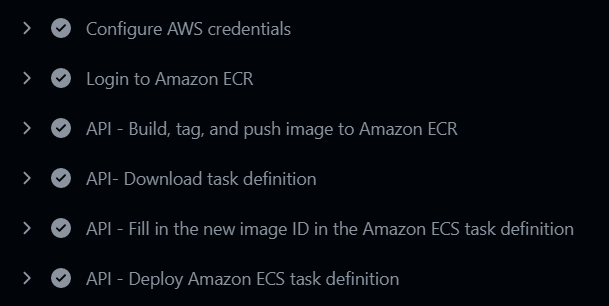 Configure AWS credentials
Login to Amazon ECR
API - Build, tag, and push image to Amazon ECR
API- Download task definition
API - Fill in the new image ID in the Amazon ECS task definition
API - Deploy Amazon ECS task definition